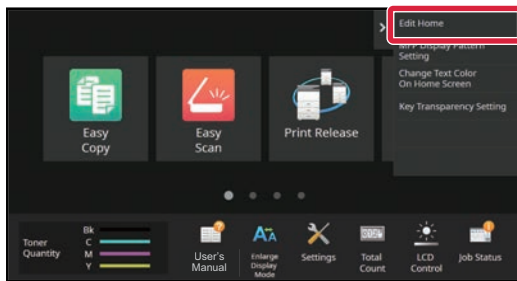 Edit Home
MFP Display Pattern
Setting
Change Text Color
On Home Screen
Key Transparency Setting
Easy
Copy
Easy
Scan
Print Release
Toner
Quantity
Bk
C
M
Y
User's
Manual
Enlarge
Display
Mode
Settings
Total
Count
LCD
Control
Job Status